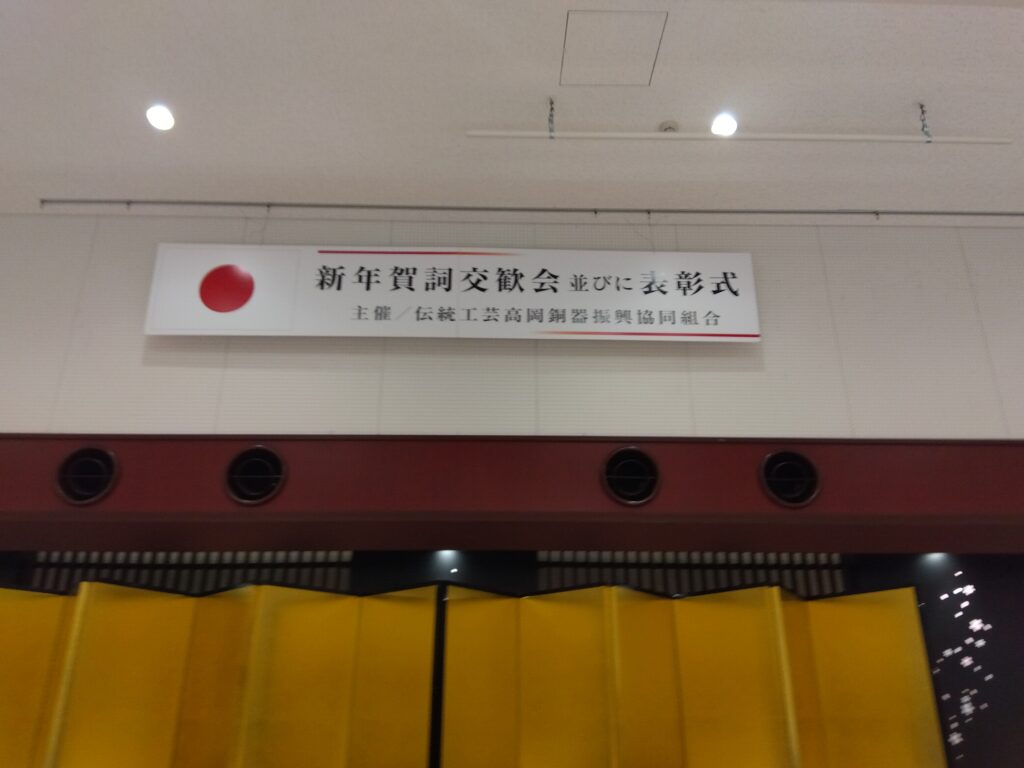 新年賀詞交歓会 並びに 表彰式
主催／伝統工芸高岡銅器振興協同組合